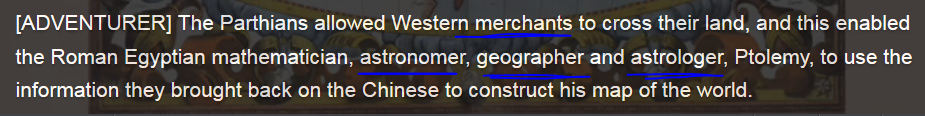 [ADVENTURER] The Parthians allowed Western merchants to cross their land, and this enabled
the Roman Egyptian mathematician, astronomer, geographer and astrologer, Ptolemy, to use the
information they brought back on the Chinese to construct his map of the world.